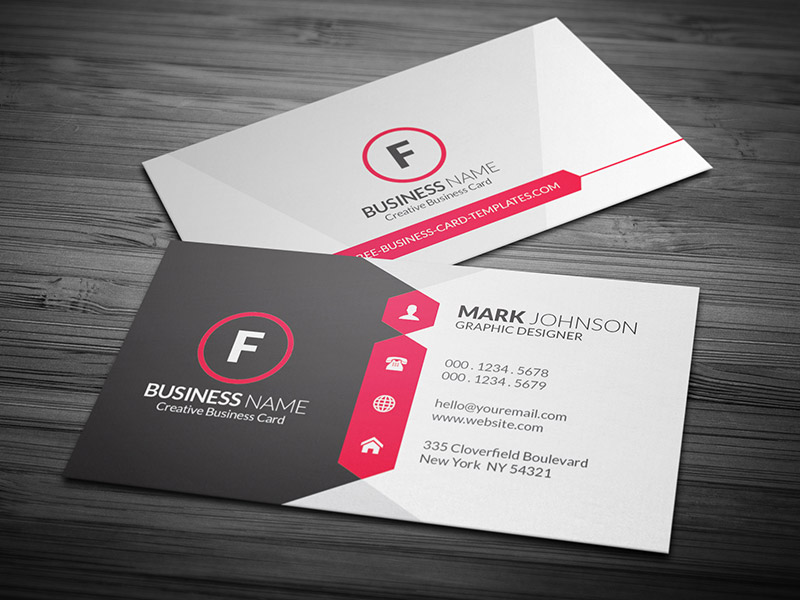 F
BUSINESS NAME
Creative Business Card
REE-BUSINESS-CARD-TEMPLATES.COM
F
BUSINESS NAME
Creative Business Card
MARK JOHNSON
GRAPHIC DESIGNER
000 . 1234 . 5678
000 . 1234 . 5679
hello@youremail.com
www.website.com
335 Cloverfield Boulevard
New York NY 54321